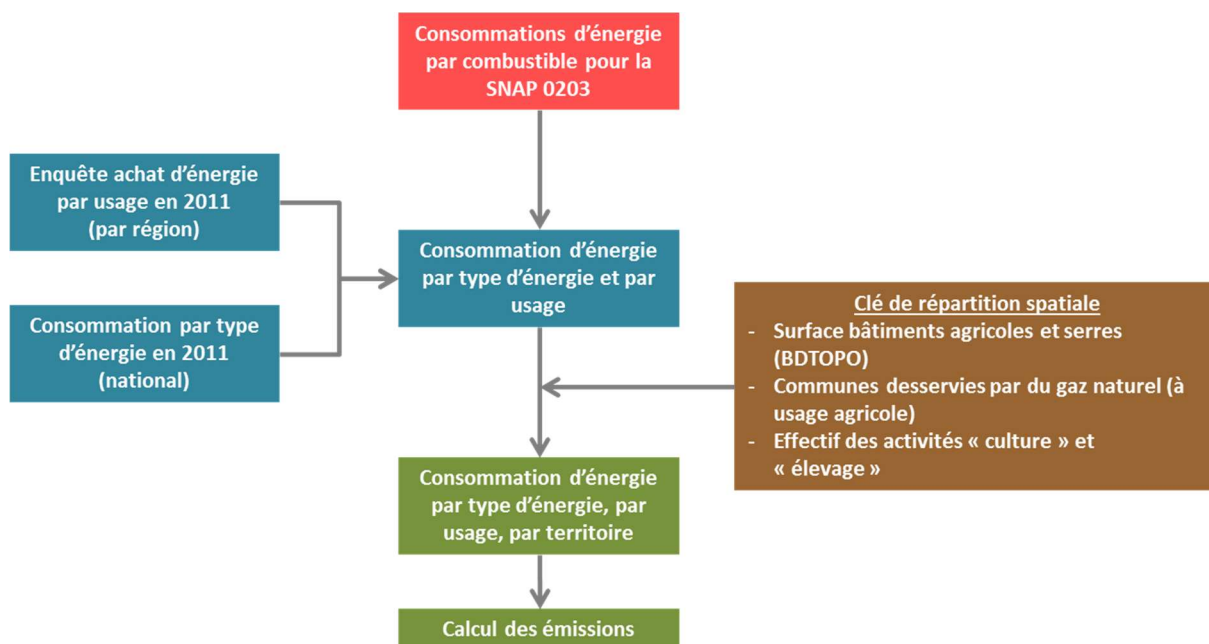 Consommations d'énergie
par combustible pour la
SNAP 0203
Enquête achat d'énergie
par usage en 2011
(par région)
Consommation d'énergie
par type d'énergie et par
usage
Consommation par type
d'énergie en 2011
(national)
Clé de répartition spatiale
- Surface bâtiments agricoles et serres
(BDTOPO)
- Communes desservies par du gaz naturel (à
usage agricole)
- Effectif des activités « culture » et
« élevage »
Consommation d'énergie
par type d'énergie, par
usage, par territoire
Calcul des émissions